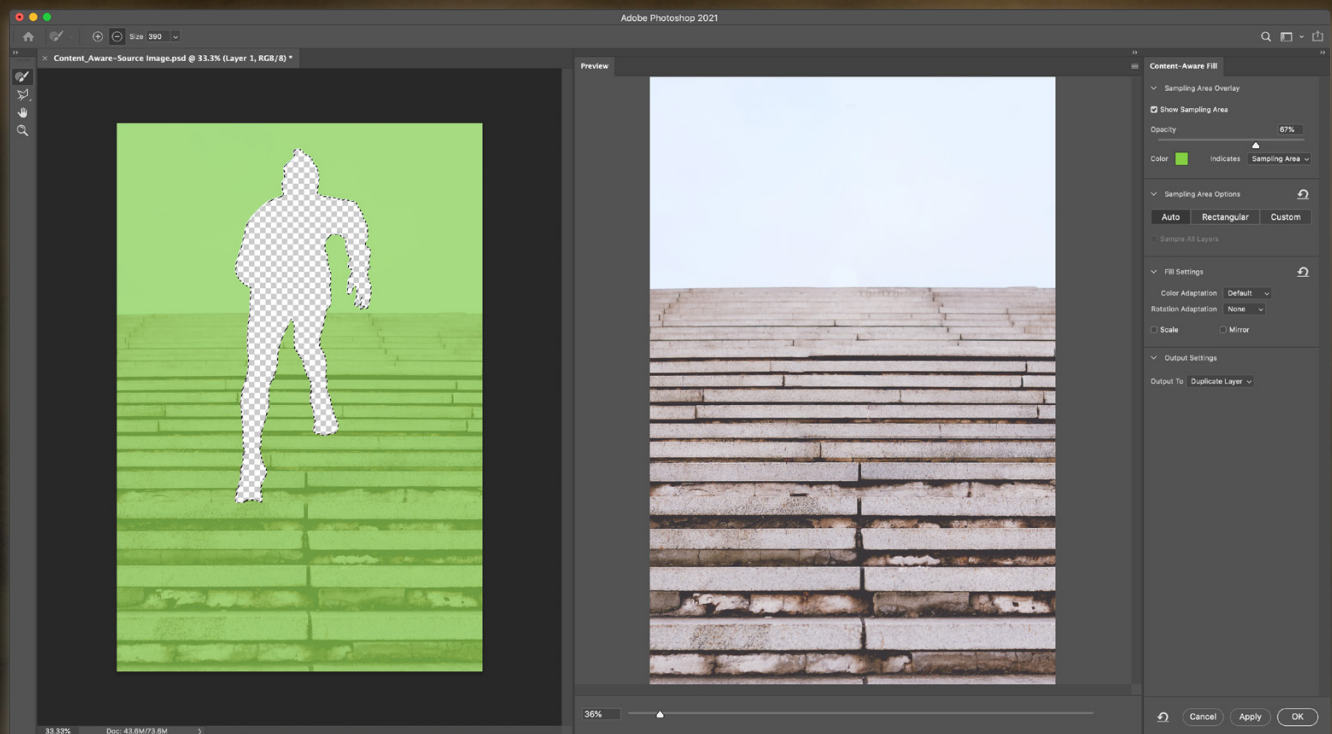 Adobe Photoshop 2021
Size 390
Content_Aware-Source Image.psd @ 33.3% (Layer 1, RGB/8) *
Preview
Content-Aware Fill
Sampling Area Overlay
Show Sampling Area
Opacity 67%
Color Indicates Sampling Area
Sampling Area Options
Auto Rectangular Custom
Sample All Layers
Fill Settings
Color Adaptation Default
Rotation Adaptation None
Scale Mirror
Output Settings
Output To Duplicate Layer
36%
Cancel Apply OK
33.33% Doc: 43.6M/73.6M